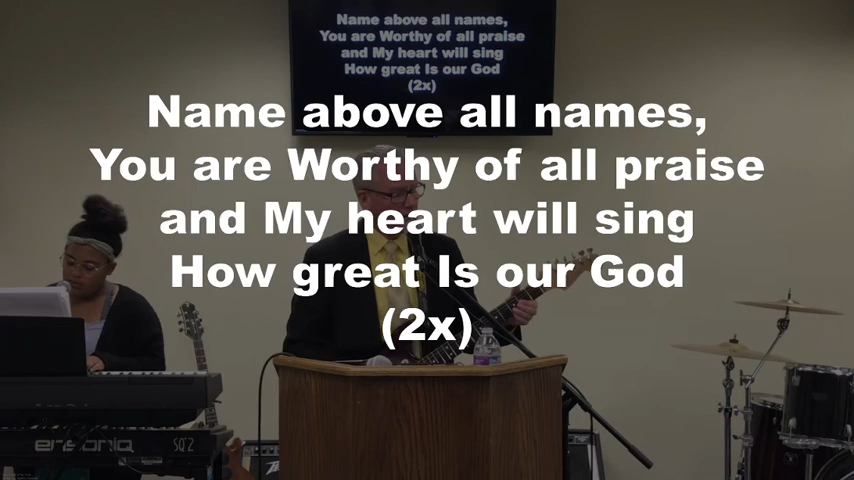 Name above all names,
You are Worthy of all praise
and My heart will sing
How great Is our God
(2x)
Name above all names,
You are Worthy of all praise
and My heart will sing
How great Is our God
(2x)
ensoniq SQ2